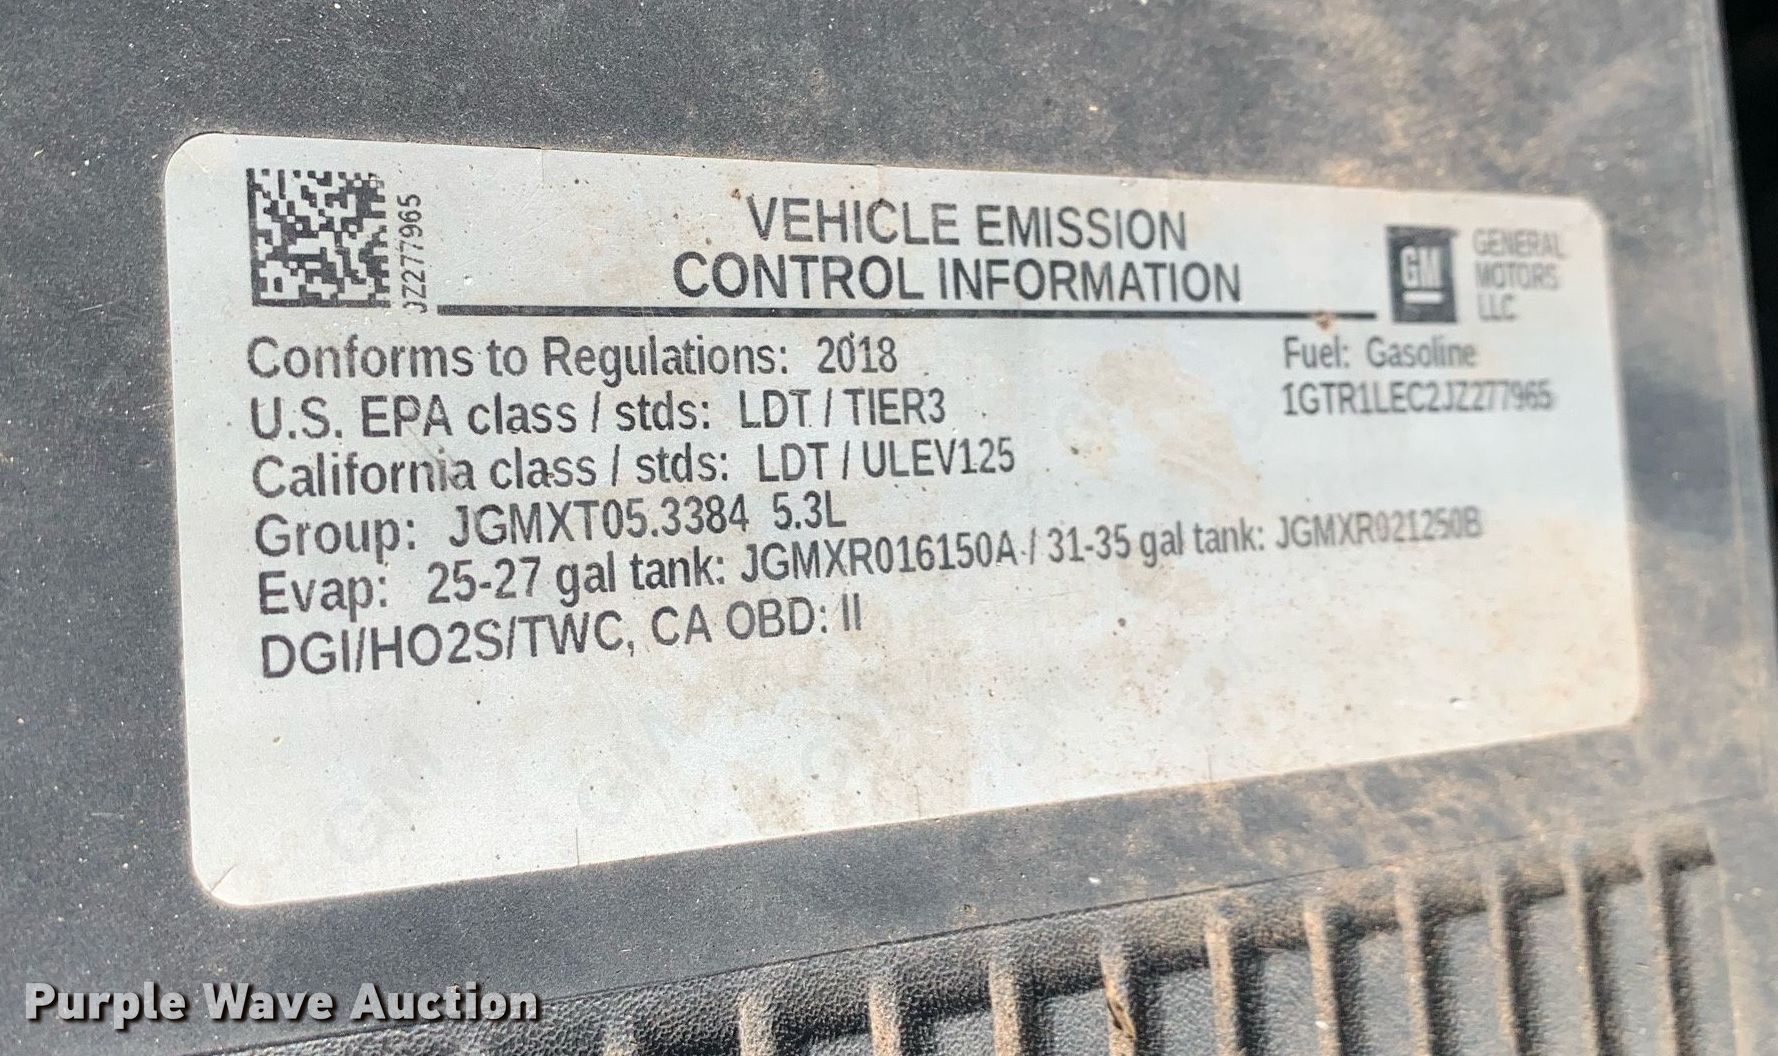 JZ277965
VEHICLE EMISSION
CONTROL INFORMATION
GM
GENERAL
MOTORS
LLC
Conforms to Regulations: 2018
Fuel: Gasoline
U.S. EPA class / stds: LDT / TIER3
1GTR1LEC2JZ277965
California class / stds: LDT / ULEV125
Group: JGMXT05.3384 5.3L
Evap: 25-27 gal tank: JGMXR016150A / 31-35 gal tank: JGMXR021250B
DGI/HO2S/TWC, CA OBD: II
Purple Wave Auction